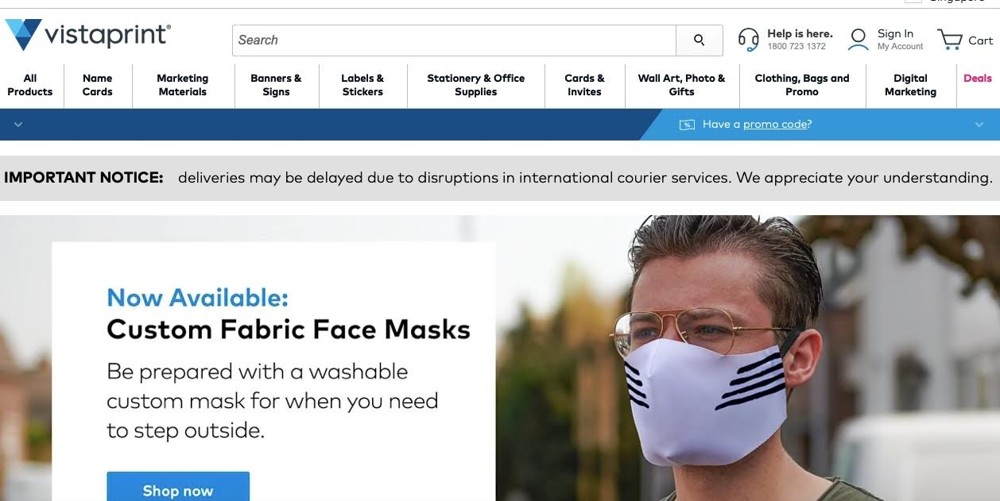 Singapore
vistaprint®
Search
Help is here.
1800 723 1372
Sign In
My Account
Cart
All
Products
Name
Cards
Marketing
Materials
Banners &
Signs
Labels &
Stickers
Stationery & Office
Supplies
Cards &
Invites
Wall Art, Photo &
Gifts
Clothing, Bags and
Promo
Digital
Marketing
Deals
% Have a promo code?
IMPORTANT NOTICE: deliveries may be delayed due to disruptions in international courier services. We appreciate your understanding.
Now Available:
Custom Fabric Face Masks
Be prepared with a washable
custom mask for when you need
to step outside.
Shop now